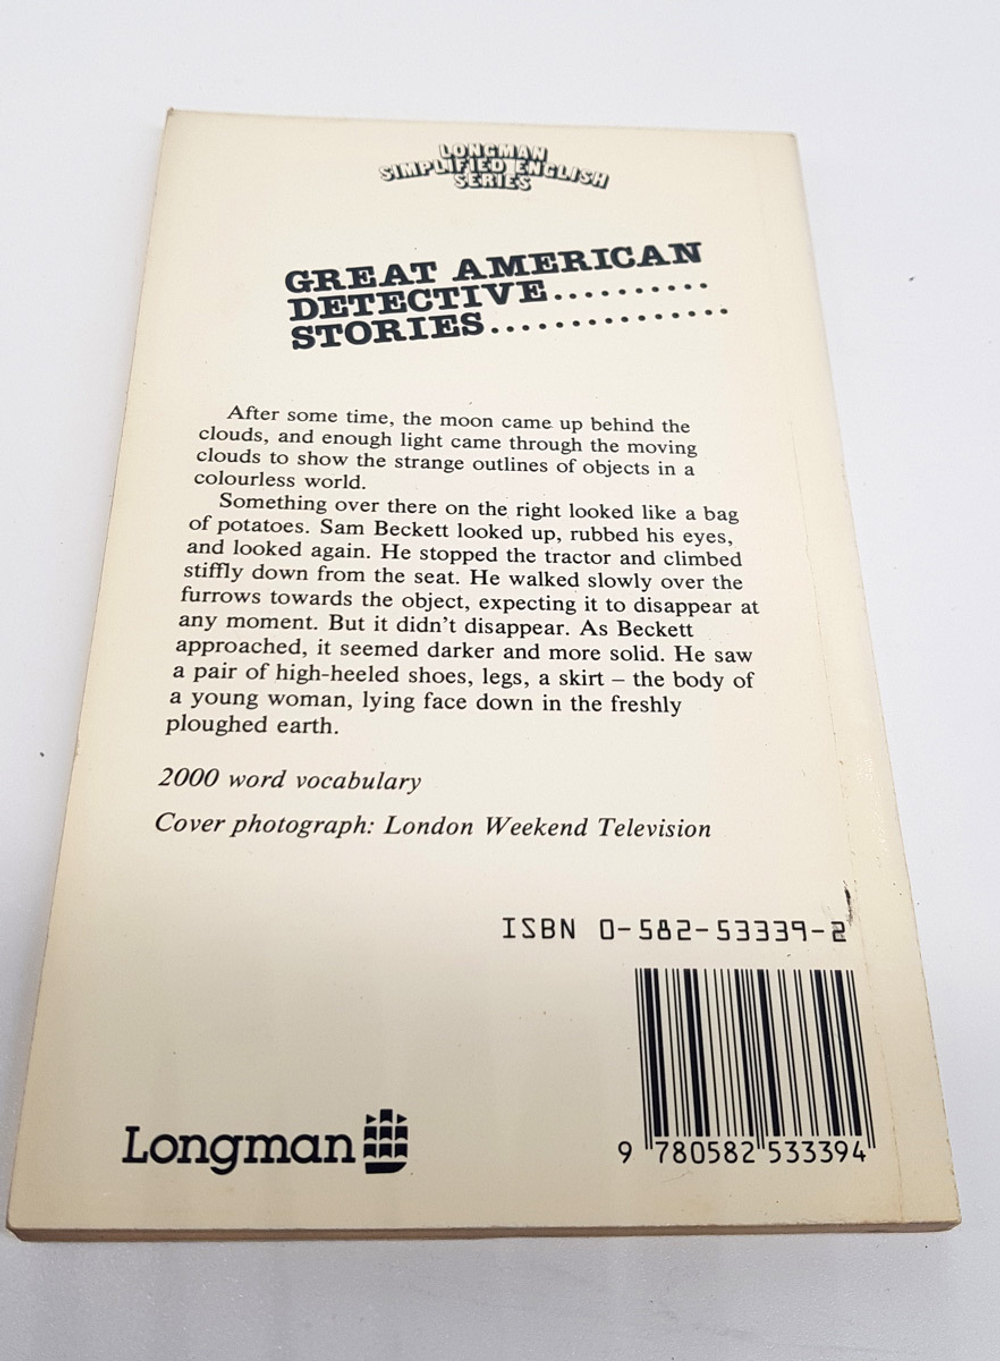 LONGMAN
SIMPLIFIED ENGLISH
SERIES
GREAT AMERICAN
DETECTIVE..........
STORIES...............
After some time, the moon came up behind the
clouds, and enough light came through the moving
clouds to show the strange outlines of objects in a
colourless world.
Something over there on the right looked like a bag
of potatoes. Sam Beckett looked up, rubbed his eyes,
and looked again. He stopped the tractor and climbed
stiffly down from the seat. He walked slowly over the
furrows towards the object, expecting it to disappear at
any moment. But it didn't disappear. As Beckett
approached, it seemed darker and more solid. He saw
a pair of high-heeled shoes, legs, a skirt – the body of
a young woman, lying face down in the freshly
ploughed earth.
2000 word vocabulary
Cover photograph: London Weekend Television
ISBN 0-582-53339-2
9 780582 533394
Longman